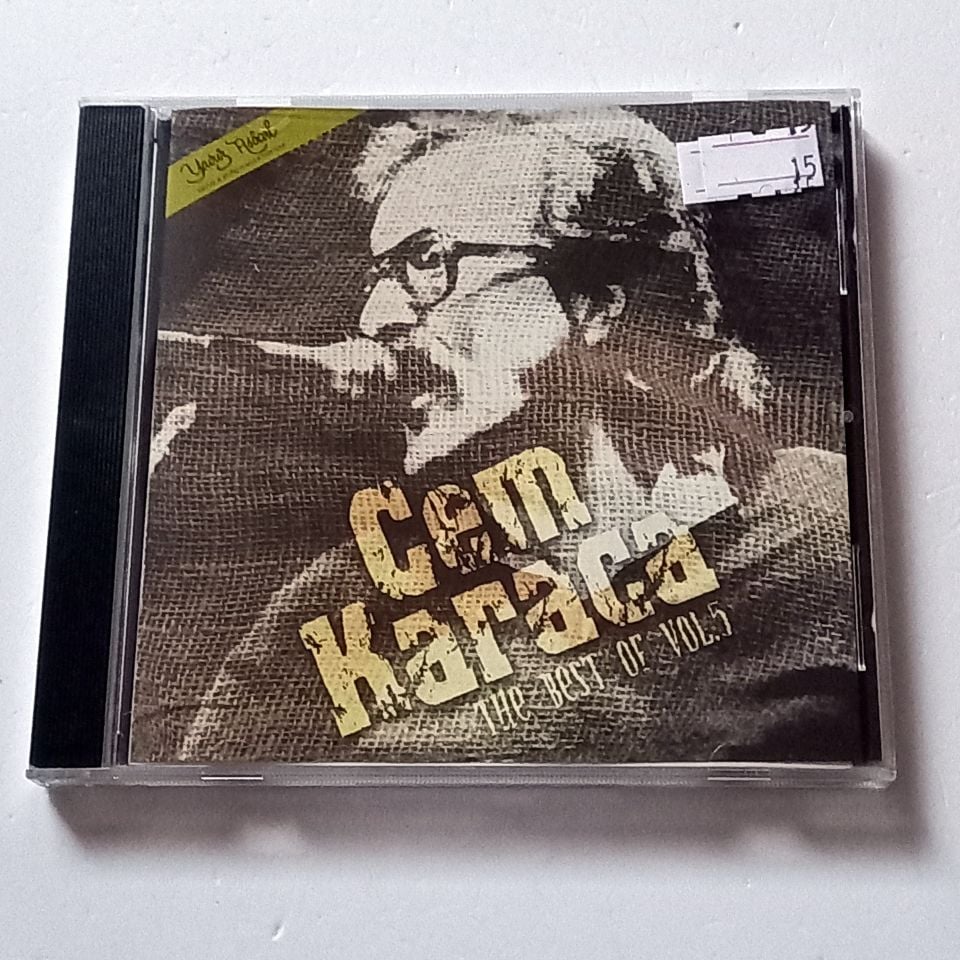 15
Cem
Karaca
THE BEST OF VOL.5